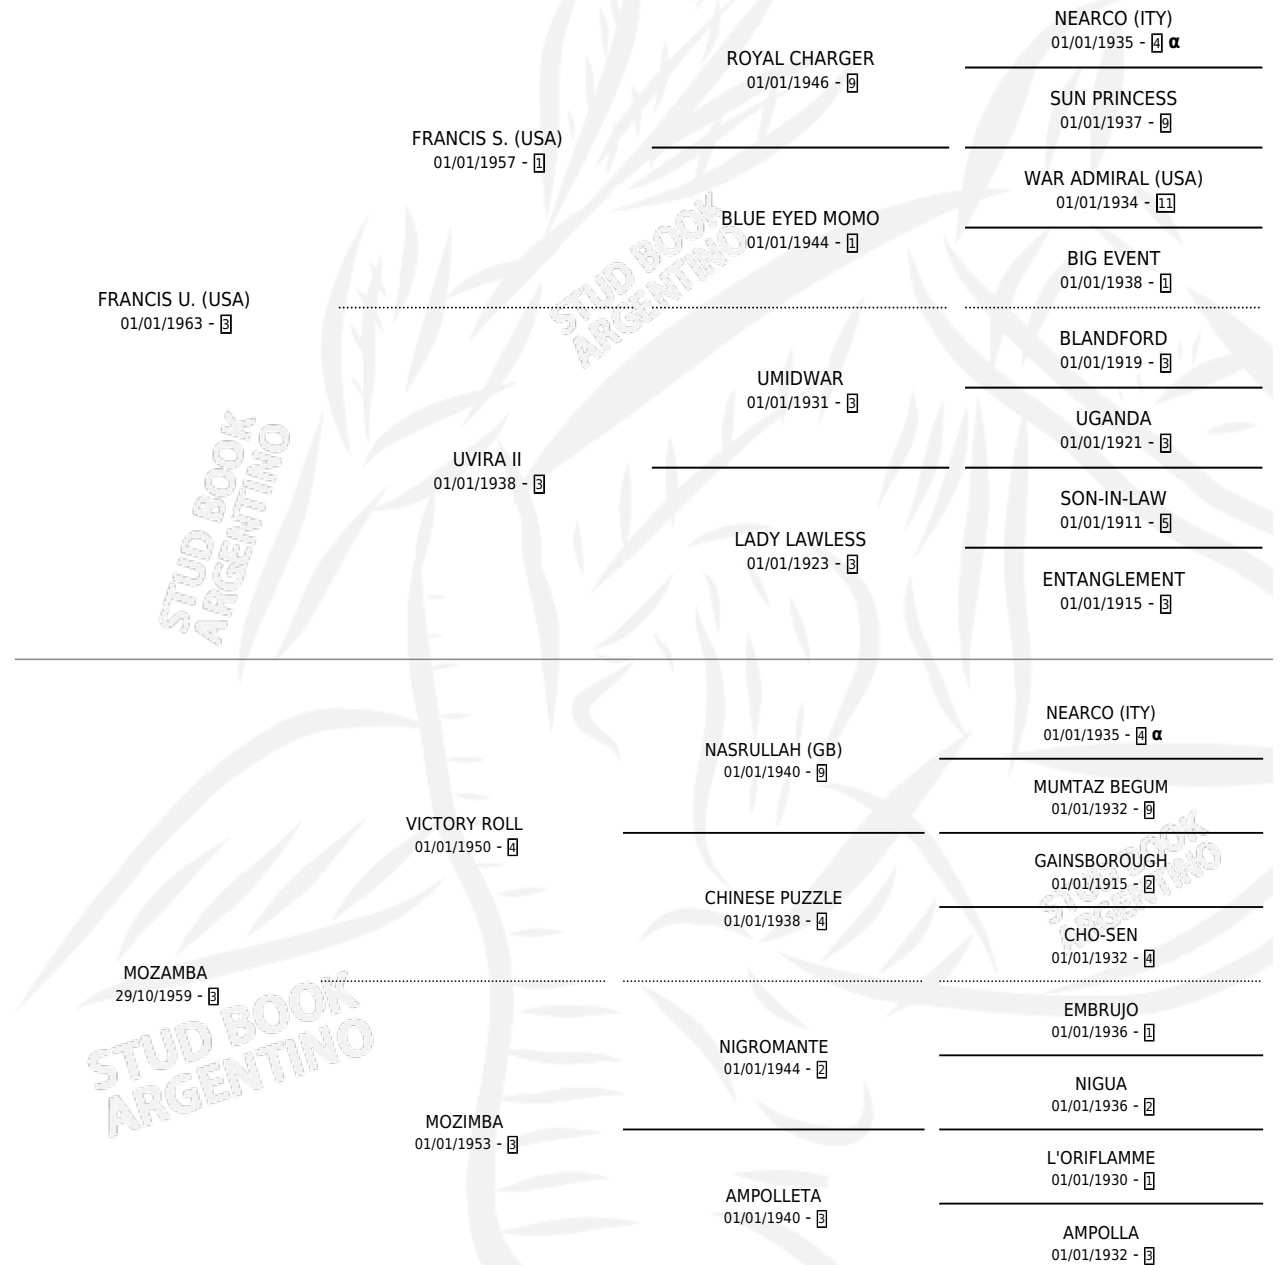 NEARCO (ITY)
01/01/1935 - 4 α
ROYAL CHARGER
01/01/1946 - 9
SUN PRINCESS
01/01/1937 - 9
FRANCIS S. (USA)
01/01/1957 - 1
WAR ADMIRAL (USA)
01/01/1934 - 11
BLUE EYED MOMO
01/01/1944 - 1
BIG EVENT
01/01/1938 - 1
FRANCIS U. (USA)
01/01/1963 - 3
BLANDFORD
01/01/1919 - 3
UMIDWAR
01/01/1931 - 3
UGANDA
01/01/1921 - 3
UVIRA II
01/01/1938 - 3
SON-IN-LAW
01/01/1911 - 5
LADY LAWLESS
01/01/1923 - 3
ENTANGLEMENT
01/01/1915 - 3
NEARCO (ITY)
01/01/1935 - 4 α
NASRULLAH (GB)
01/01/1940 - 9
MUMTAZ BEGUM
01/01/1932 - 9
VICTORY ROLL
01/01/1950 - 4
GAINSBOROUGH
01/01/1915 - 2
CHINESE PUZZLE
01/01/1938 - 4
CHO-SEN
01/01/1932 - 4
MOZAMBA
29/10/1959 - 3
EMBRUJO
01/01/1936 - 1
NIGROMANTE
01/01/1944 - 2
NIGUA
01/01/1936 - 2
MOZIMBA
01/01/1953 - 3
L'ORIFLAMME
01/01/1930 - 1
AMPOLLETA
01/01/1940 - 3
AMPOLLA
01/01/1932 - 3
STUD BOOK
ARGENTINO
STUD BOOK
ARGENTINO
STUD BOOK
ARGENTINO
STUD BOOK
ARGENTINO